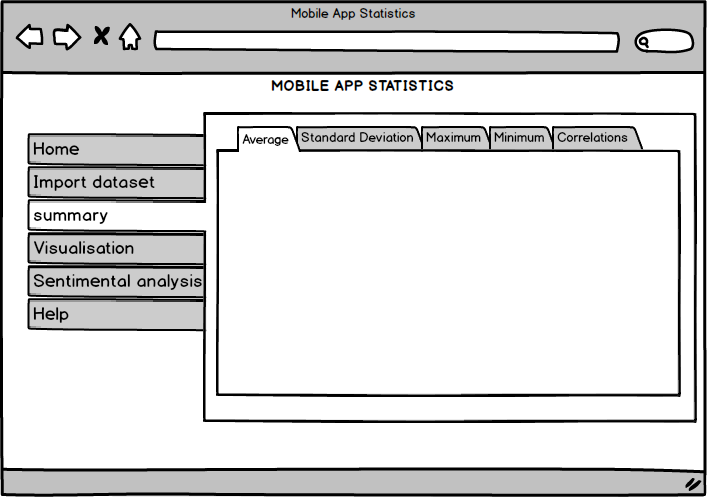 Mobile App Statistics
MOBILE APP STATISTICS
Home
Import dataset
summary
Visualisation
Sentimental analysis
Help
Average
Standard Deviation
Maximum
Minimum
Correlations